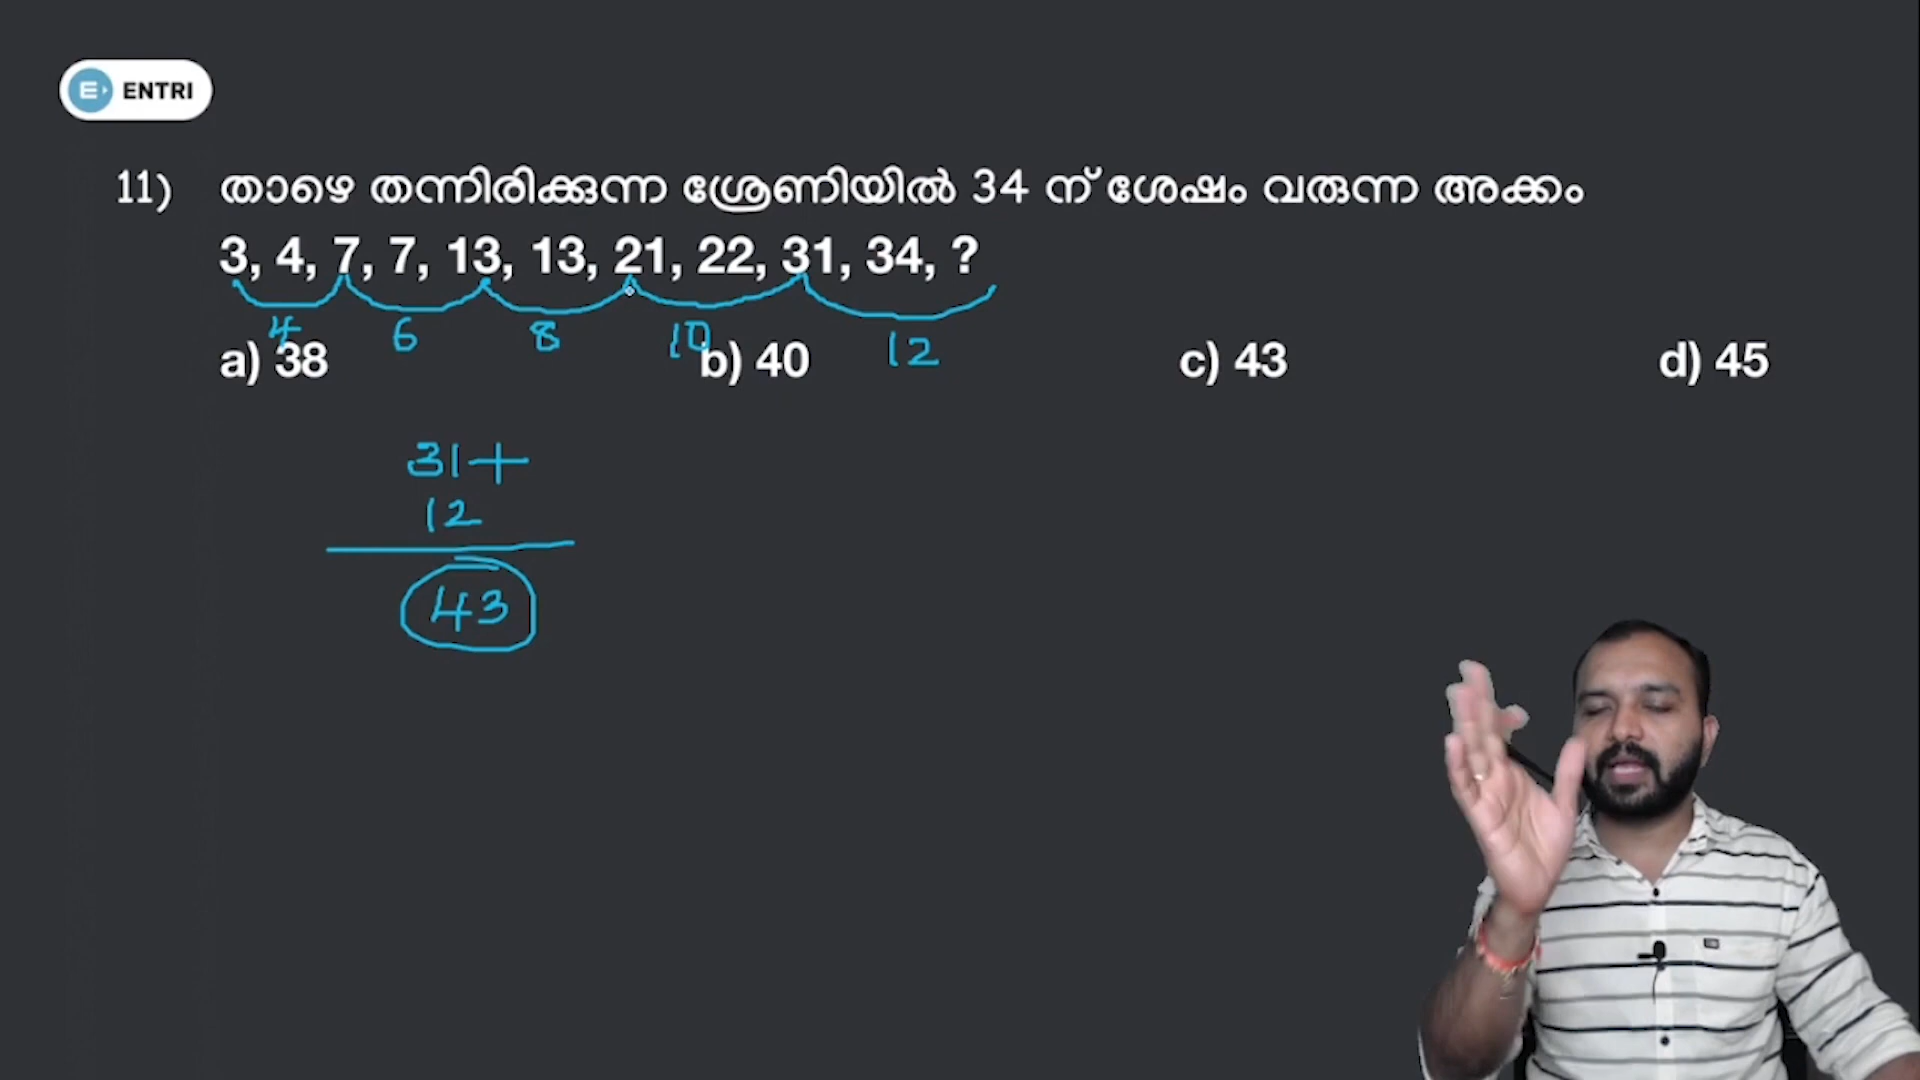 ENTRI
11) താഴെ തന്നിരിക്കുന്ന ശ്രേണിയിൽ 34 ന് ശേഷം വരുന്ന അക്കം
3, 4, 7, 7, 13, 13, 21, 22, 31, 34, ?
4 6 8 10 12
a) 38 b) 40 c) 43 d) 45
31+
12
43